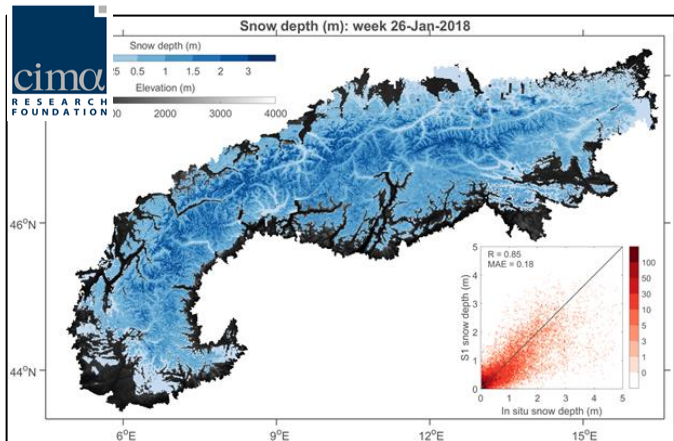 Snow depth (m): week 26-Jan-2018
cima
RESEARCH
FOUNDATION
Snow depth (m)
0.5 1 1.5 2 3
Elevation (m)
2000 3000 4000
46°N
44°N
6°E 9°E 12°E 15°E
R = 0.85
MAE = 0.18
S1 snow depth (m)
5
4
3
2
1
0
0 1 2 3 4 5
In situ snow depth (m)
100
50
30
10
5
3
1
0